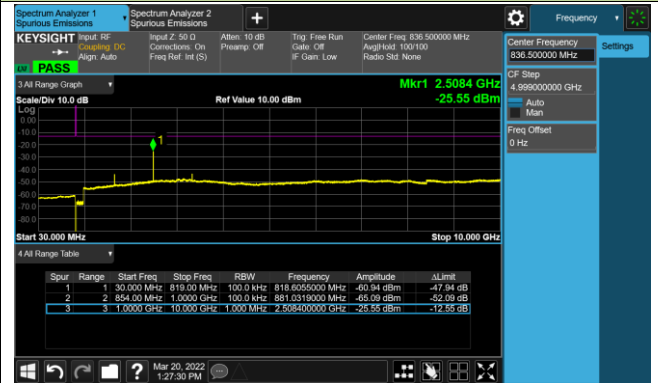 Spectrum Analyzer 1
Spurious Emissions
Spectrum Analyzer 2
Spurious Emissions
Frequency
KEYSIGHT
Input: RF
Coupling: DC
Align: Auto
Input Z: 50 Ω
Corrections: On
Freq Ref: Int (S)
Atten: 10 dB
Preamp: Off
Trig: Free Run
Gate: Off
IF Gain: Low
Center Freq: 836.500000 MHz
Avg|Hold: 100/100
Radio Std: None
PASS
Center Frequency
836.500000 MHz
Settings
CF Step
4.999000000 GHz
Auto
Man
Freq Offset
0 Hz
3 All Range Graph
Mkr1 2.5084 GHz
-25.55 dBm
Scale/Div 10.0 dB
Ref Value 10.00 dBm
Log
0.00
-10.0
-20.0
-30.0
-40.0
-50.0
-60.0
-70.0
-80.0
1
Start 30.000 MHz
Stop 10.000 GHz
4 All Range Table
Spur Range Start Freq Stop Freq RBW Frequency Amplitude ΔLimit
1 1 30.000 MHz 819.00 MHz 100.0 kHz 818.6055000 MHz -60.94 dBm -47.94 dB
2 2 854.00 MHz 1.0000 GHz 100.0 kHz 881.0319000 MHz -65.09 dBm -52.09 dB
3 3 1.0000 GHz 10.000 GHz 1.000 MHz 2.508400000 GHz -25.55 dBm -12.55 dB
?
Mar 20, 2022
1:27:30 PM